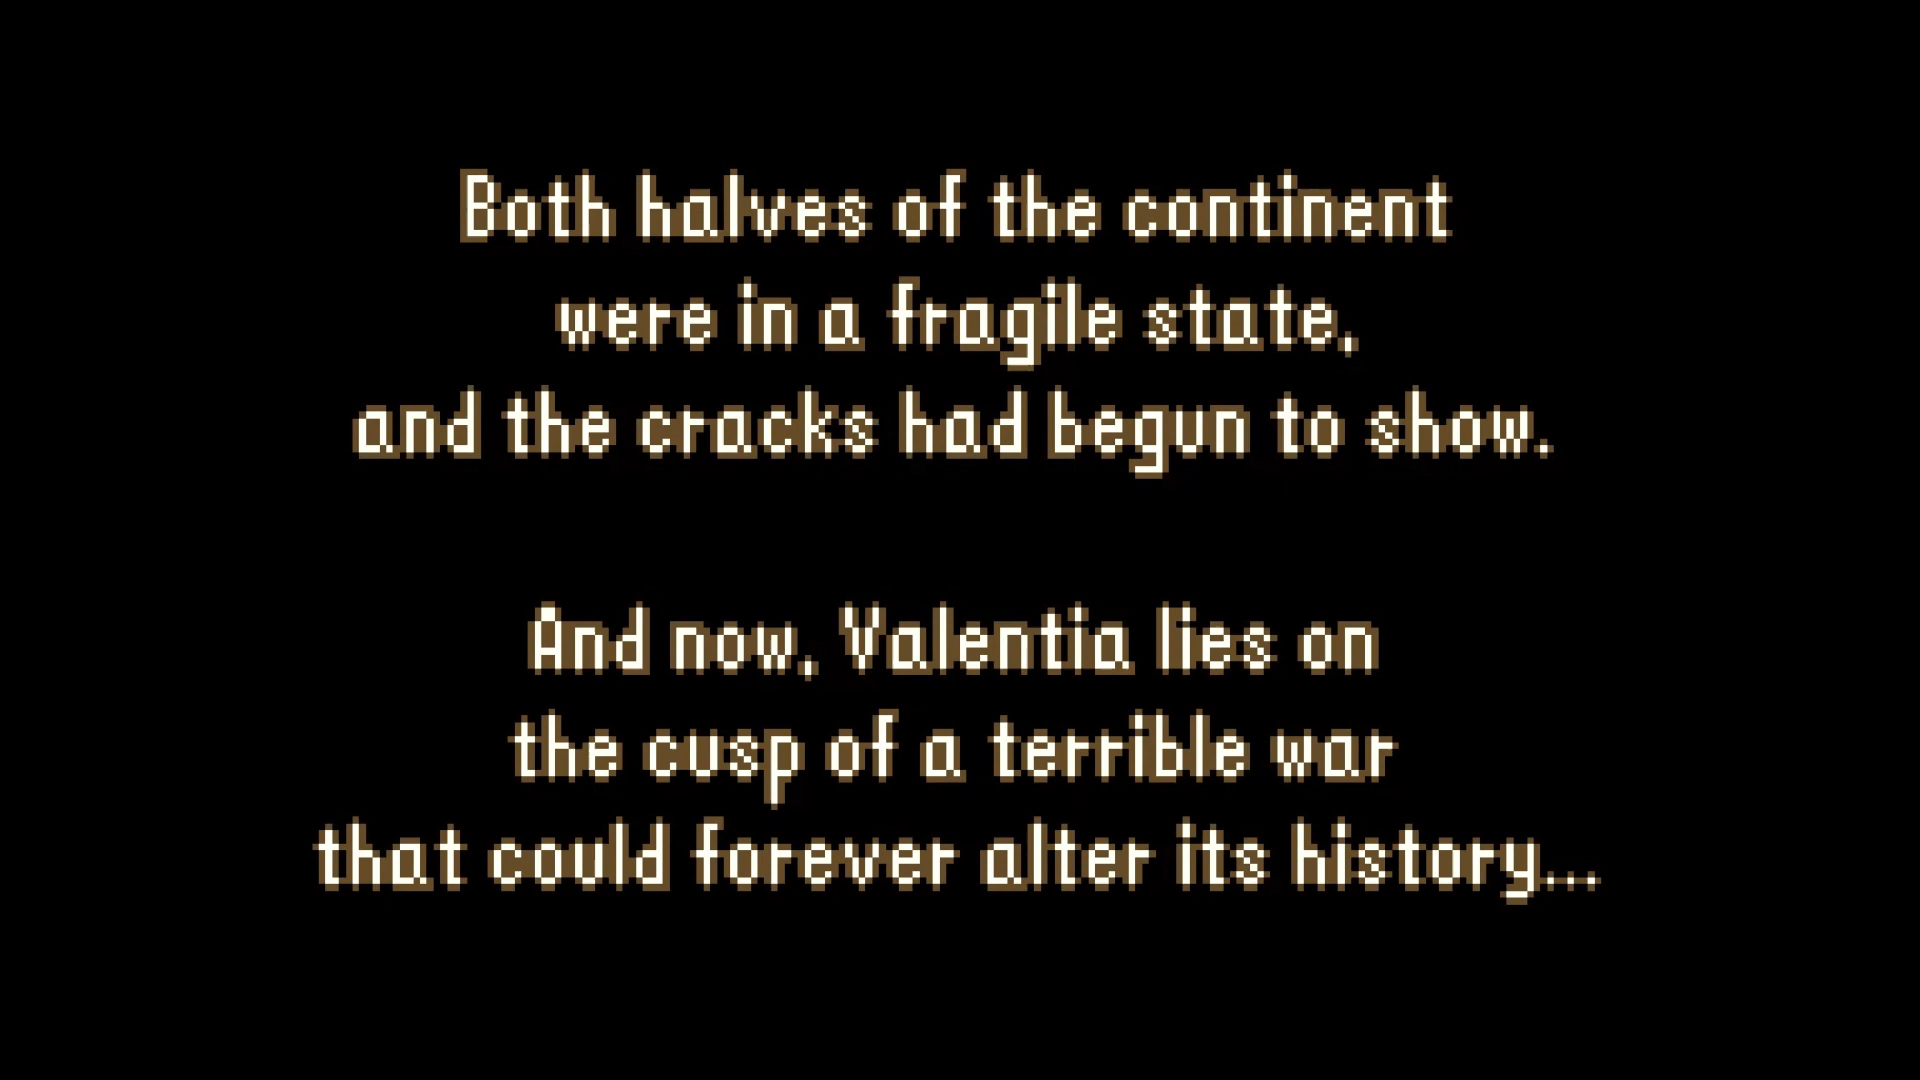 Both halves of the continent
were in a fragile state,
and the cracks had begun to show.
And now, Valentia lies on
the cusp of a terrible war
that could forever alter its history...